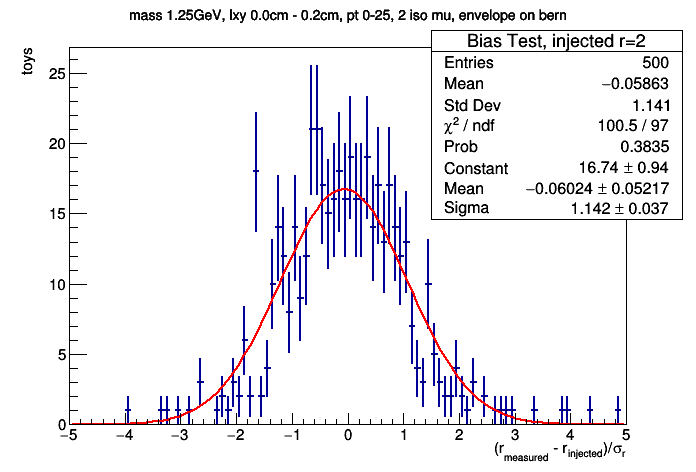 mass 1.25GeV, lxy 0.0cm - 0.2cm, pt 0-25, 2 iso mu, envelope on bern
toys
Bias Test, injected r=2
Entries 500
Mean −0.05863
Std Dev 1.141
χ² / ndf 100.5 / 97
Prob 0.3835
Constant 16.74 ± 0.94
Mean −0.06024 ± 0.05217
Sigma 1.142 ± 0.037
25
20
15
10
5
0
−5 −4 −3 −2 −1 0 1 2 3 4 5
(r_measured - r_injected)/σ_r